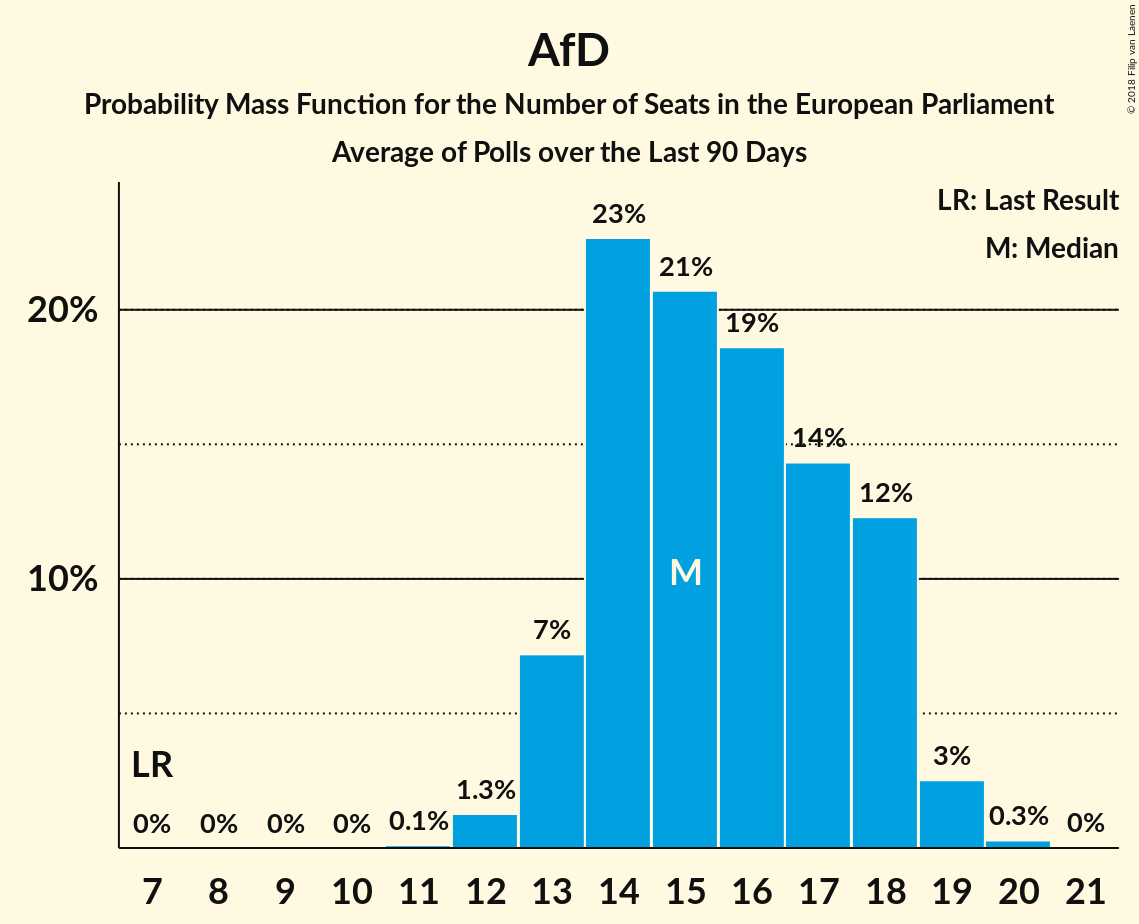 AfD
Probability Mass Function for the Number of Seats in the European Parliament
Average of Polls over the Last 90 Days
© 2018 Filip van Laenen
LR: Last Result
M: Median
20%
10%
LR
M
0% 0% 0% 0% 0.1% 1.3% 7% 23% 21% 19% 14% 12% 3% 0.3% 0%
7 8 9 10 11 12 13 14 15 16 17 18 19 20 21